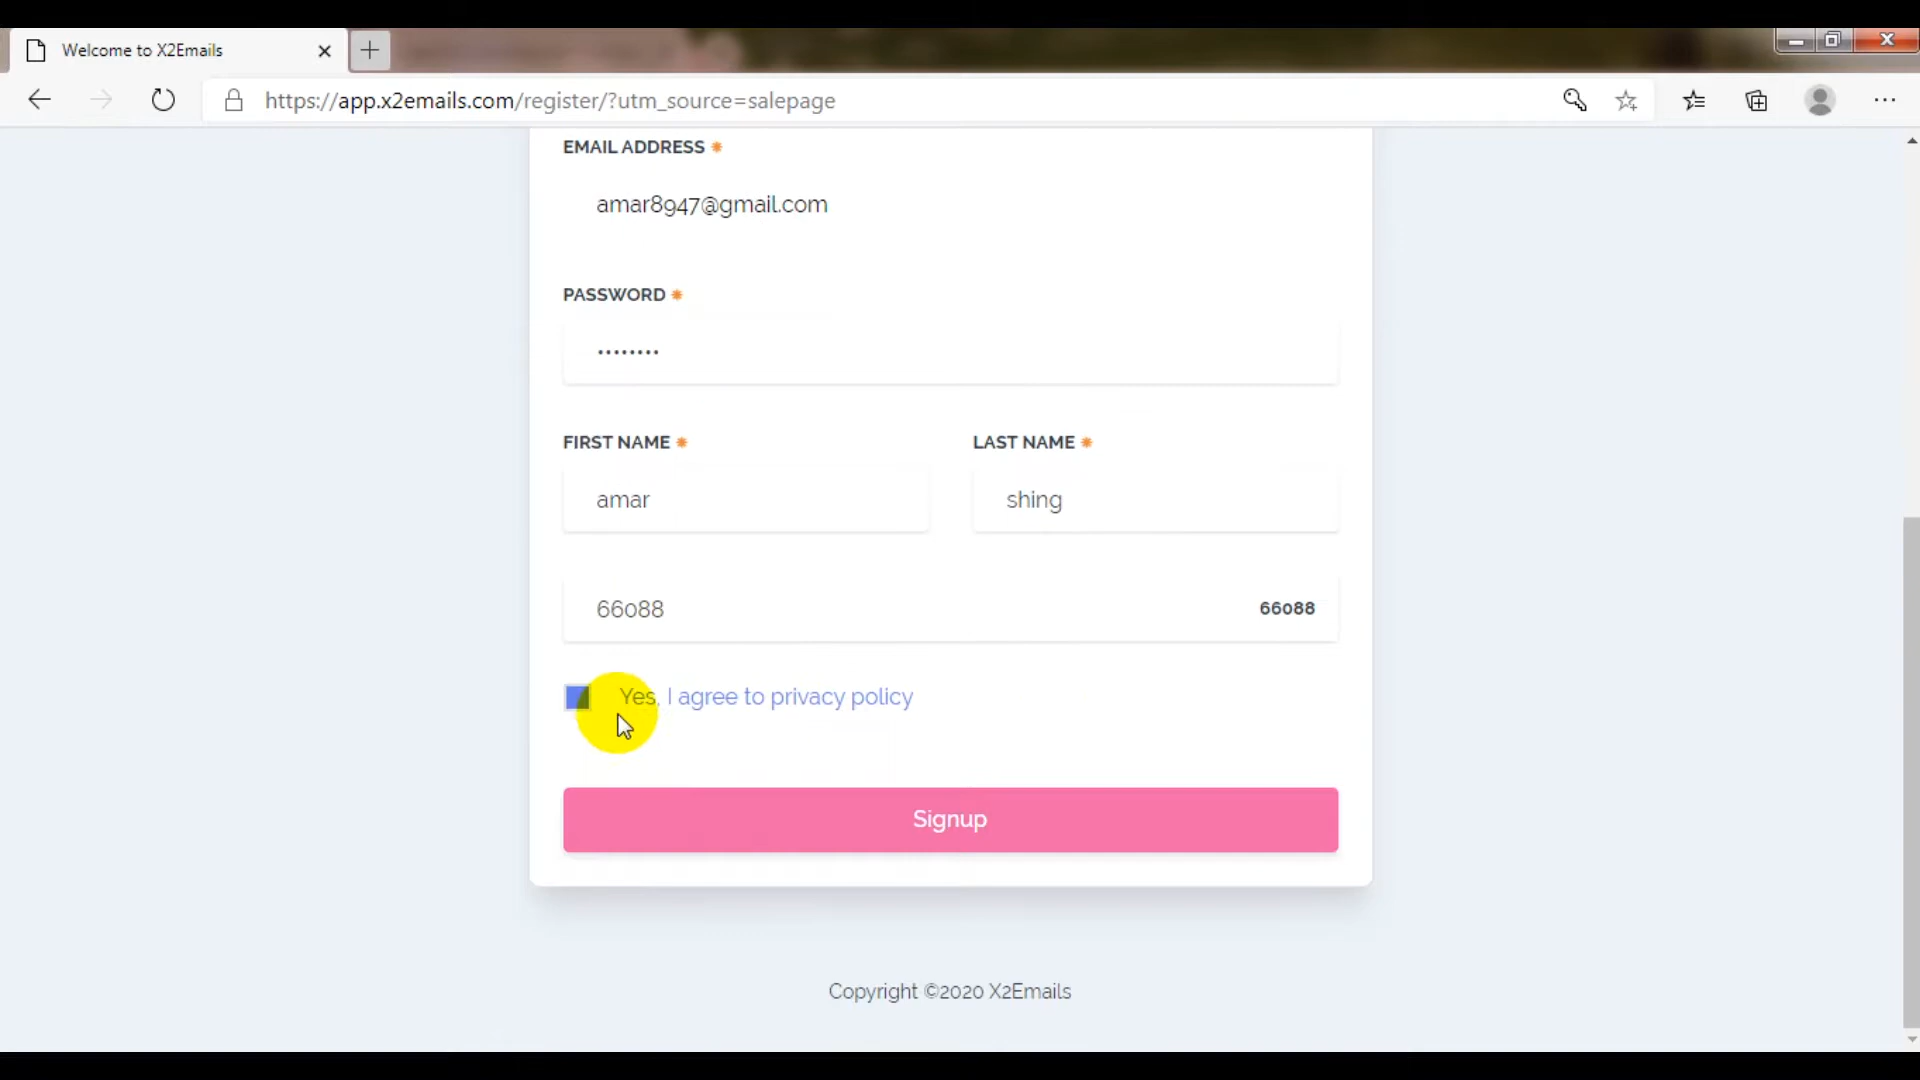 Welcome to X2Emails
https://app.x2emails.com/register/?utm_source=salepage
EMAIL ADDRESS *
amar8947@gmail.com
PASSWORD *
••••••••
FIRST NAME * LAST NAME *
amar shing
66088 66088
Yes, I agree to privacy policy
Signup
Copyright ©2020 X2Emails